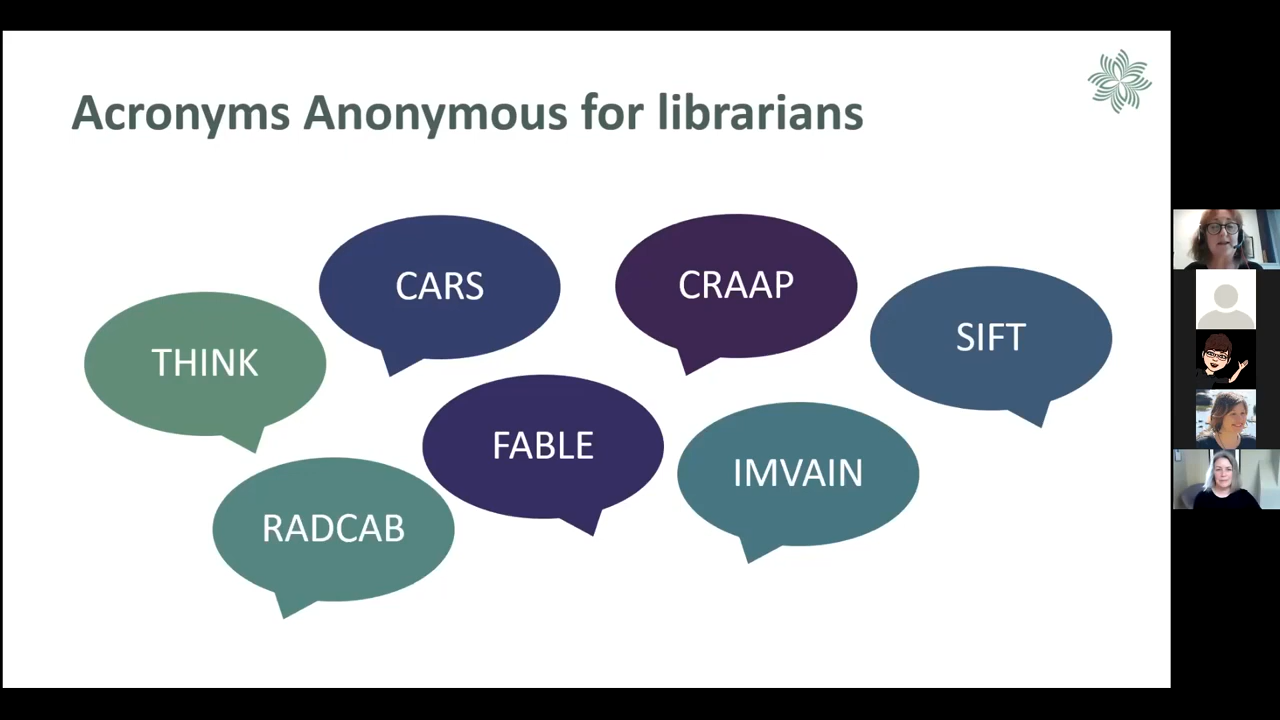 Acronyms Anonymous for librarians
CARS
CRAAP
SIFT
THINK
FABLE
IMVAIN
RADCAB